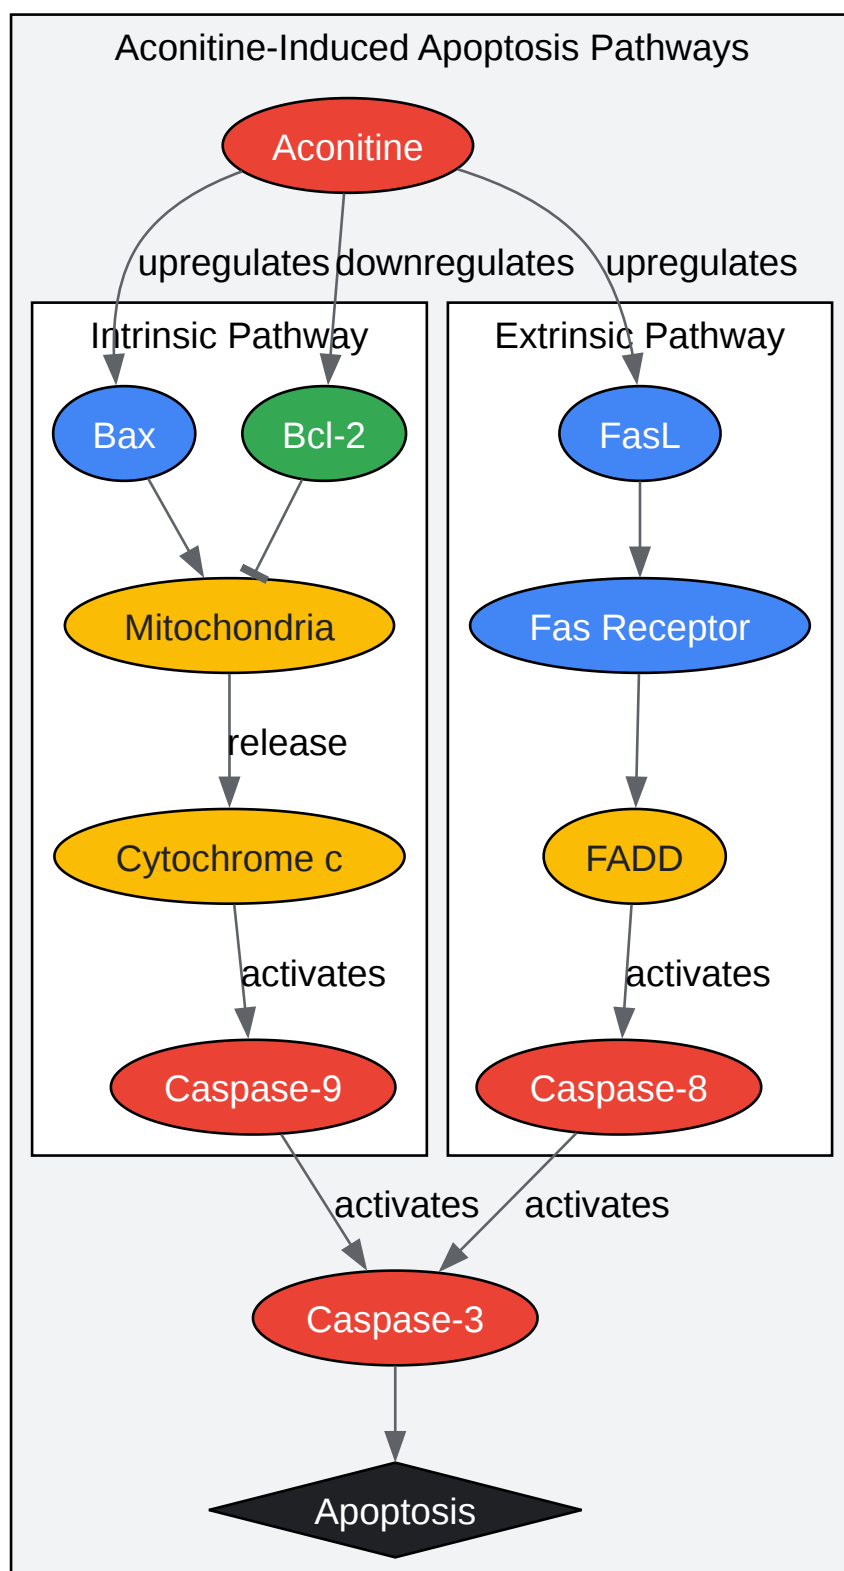 Aconitine-Induced Apoptosis Pathways
Aconitine
upregulates
downregulates
upregulates
Intrinsic Pathway
Extrinsic Pathway
Bax
Bcl-2
FasL
Mitochondria
Fas Receptor
release
Cytochrome c
FADD
activates
activates
Caspase-9
Caspase-8
activates
activates
Caspase-3
Apoptosis